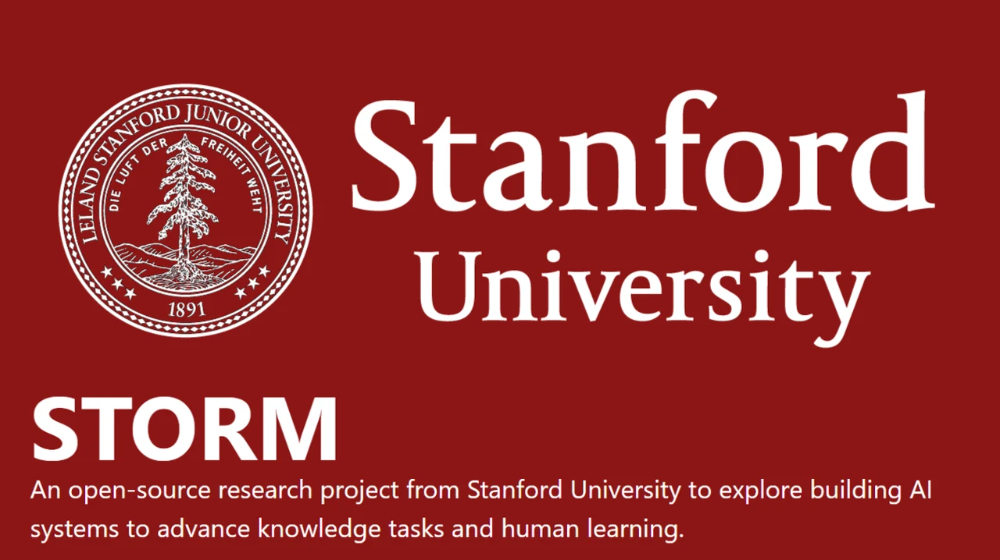 LELAND STANFORD JUNIOR UNIVERSITY
DIE LUFT DER FREIHEIT WEHT
1891
Stanford
University
STORM
An open-source research project from Stanford University to explore building AI
systems to advance knowledge tasks and human learning.